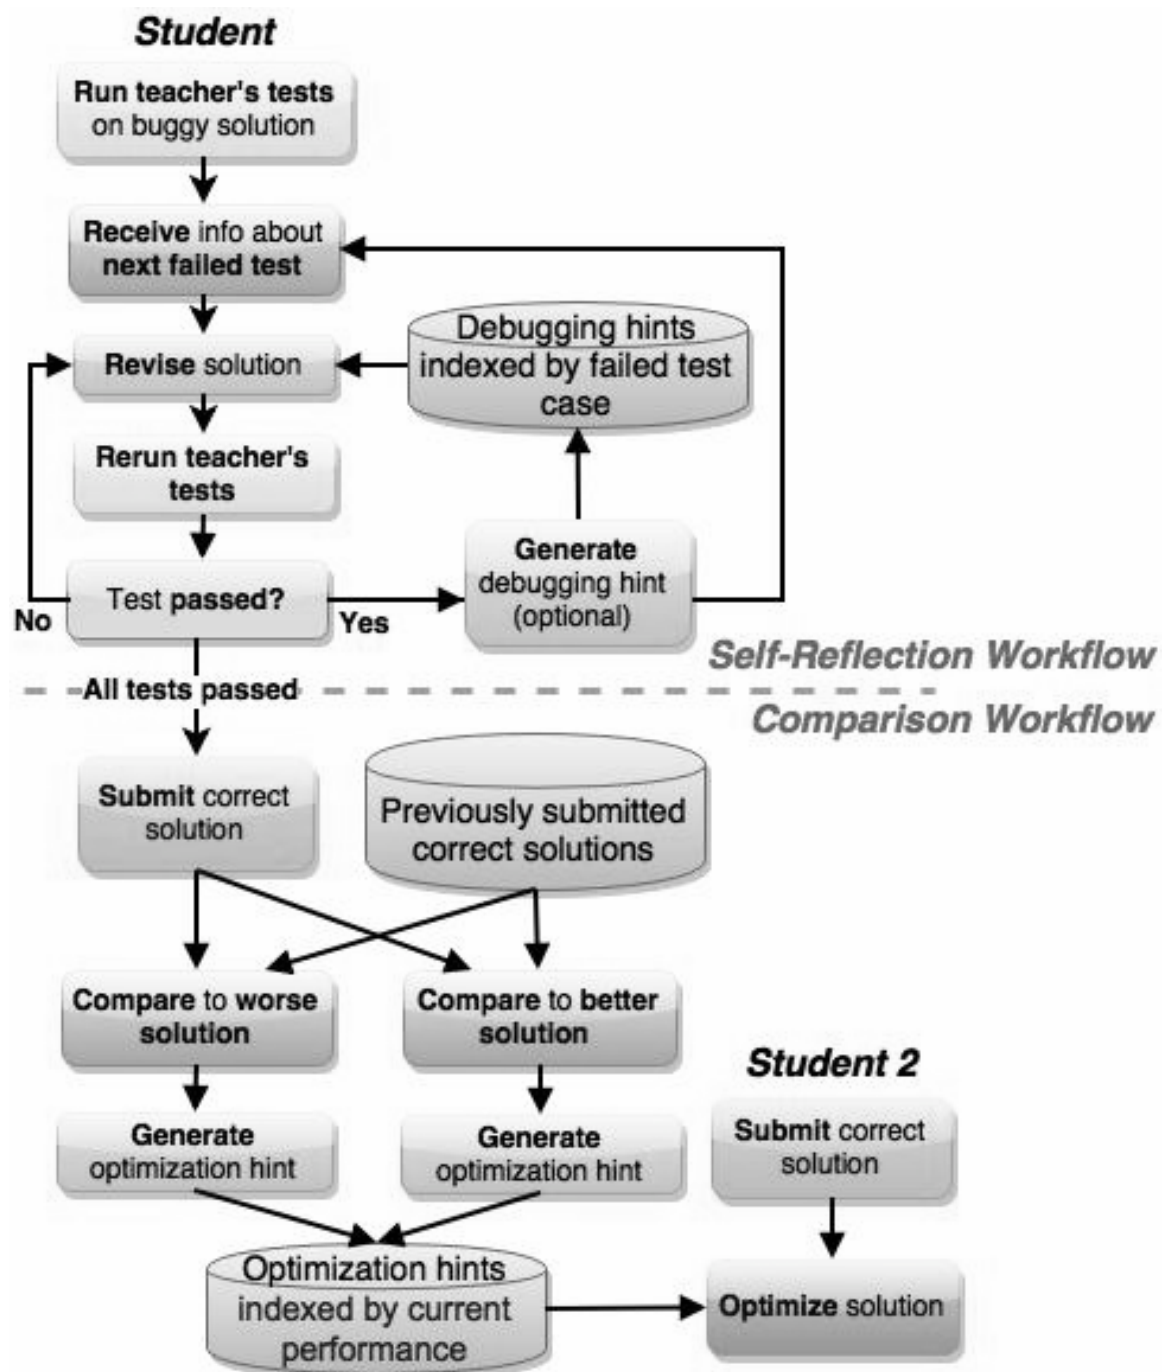 Student
Run teacher's tests
on buggy solution
Receive info about
next failed test
Revise solution
Debugging hints
indexed by failed test
case
Rerun teacher's
tests
Generate
debugging hint
(optional)
Test passed?
No
Yes
Self-Reflection Workflow
All tests passed
Comparison Workflow
Submit correct
solution
Previously submitted
correct solutions
Compare to worse
solution
Compare to better
solution
Student 2
Generate
optimization hint
Generate
optimization hint
Submit correct
solution
Optimization hints
indexed by current
performance
Optimize solution